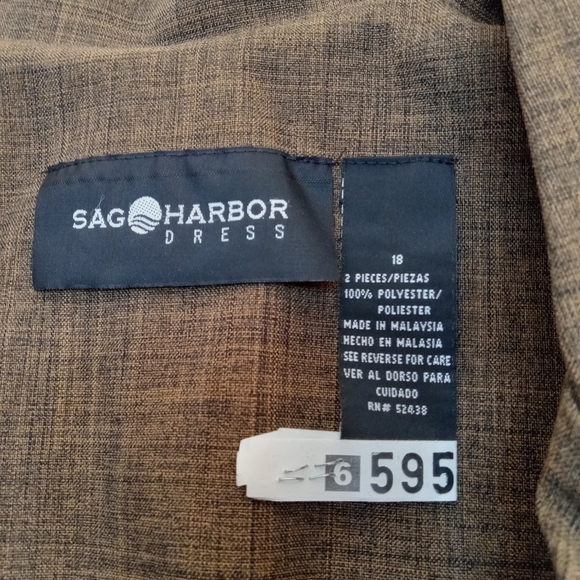 SAG HARBOR
DRESS
18
2 PIECES/PIEZAS
100% POLYESTER/
POLIESTER
MADE IN MALAYSIA
HECHO EN MALASIA
SEE REVERSE FOR CARE
VER AL DORSO PARA
CUIDADO
RN# 52438
6 595